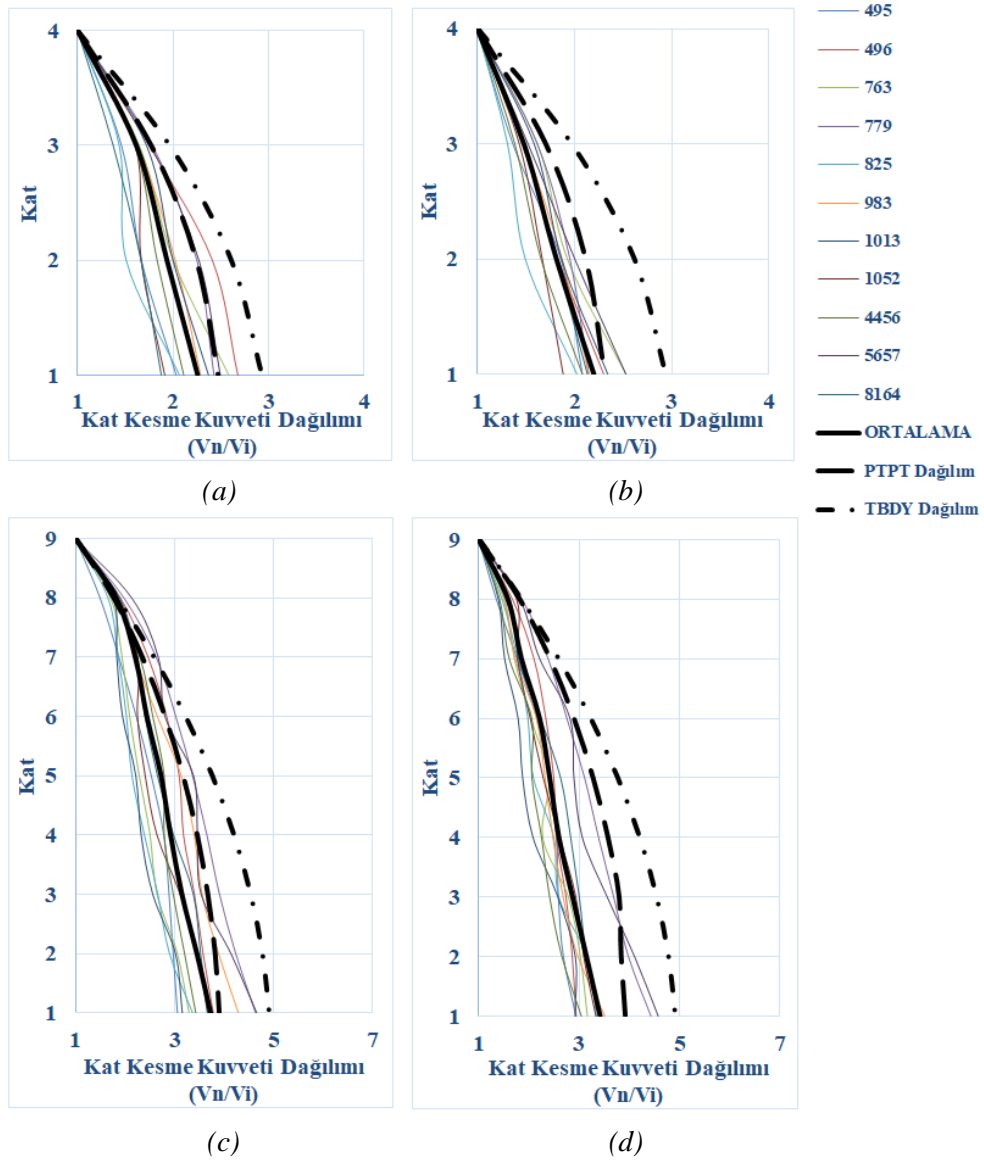 4
3
2
1
Kat
1
2
3
4
Kat Kesme Kuvveti Dağılımı
(Vn/Vi)
(a)
4
3
2
1
Kat
1
2
3
4
Kat Kesme Kuvveti Dağılımı
(Vn/Vi)
(b)
495
496
763
779
825
983
1013
1052
4456
5657
8164
ORTALAMA
PTPT Dağılım
TBDY Dağılım
9
8
7
6
5
4
3
2
1
Kat
1
3
5
7
Kat Kesme Kuvveti Dağılımı
(Vn/Vi)
(c)
9
8
7
6
5
4
3
2
1
Kat
1
3
5
7
Kat Kesme Kuvveti Dağılımı
(Vn/Vi)
(d)